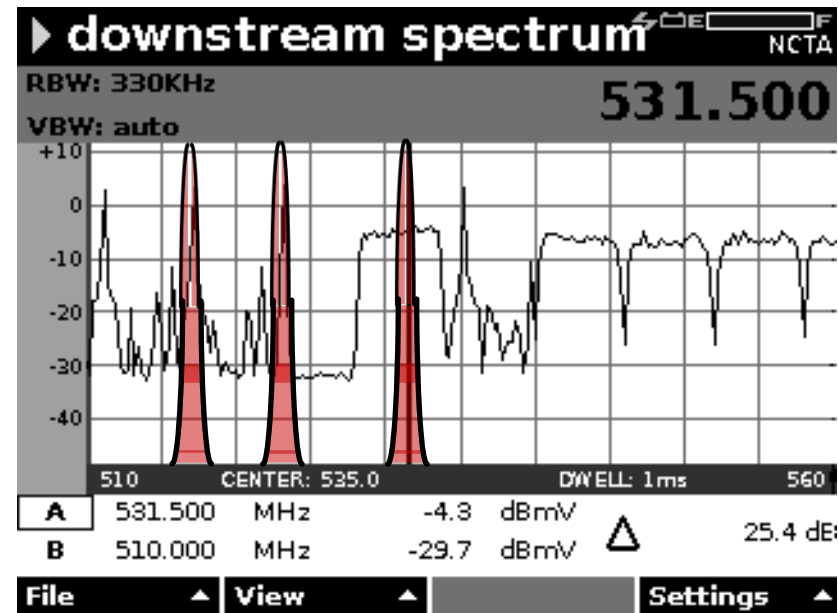 downstream spectrum E F
NCTA
RBW: 330KHz
531.500
VBW: auto
+10
0
-10
-20
-30
-40
510 CENTER: 535.0 DWELL: 1ms 560
A 531.500 MHz -4.3 dBmV
Δ 25.4 dB
B 510.000 MHz -29.7 dBmV
File View Settings